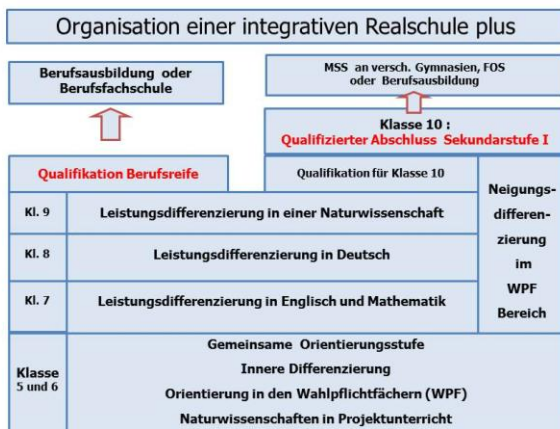 Organisation einer integrativen Realschule plus
Berufsausbildung oder
Berufsfachschule
MSS an versch. Gymnasien, FOS
oder Berufsausbildung
Klasse 10 :
Qualifizierter Abschluss Sekundarstufe I
Qualifikation Berufsreife
Qualifikation für Klasse 10
Neigungs-
differen-
zierung
im
WPF
Bereich
Kl. 9
Leistungsdifferenzierung in einer Naturwissenschaft
Kl. 8
Leistungsdifferenzierung in Deutsch
Kl. 7
Leistungsdifferenzierung in Englisch und Mathematik
Klasse
5 und 6
Gemeinsame Orientierungsstufe
Innere Differenzierung
Orientierung in den Wahlpflichtfächern (WPF)
Naturwissenschaften in Projektunterricht